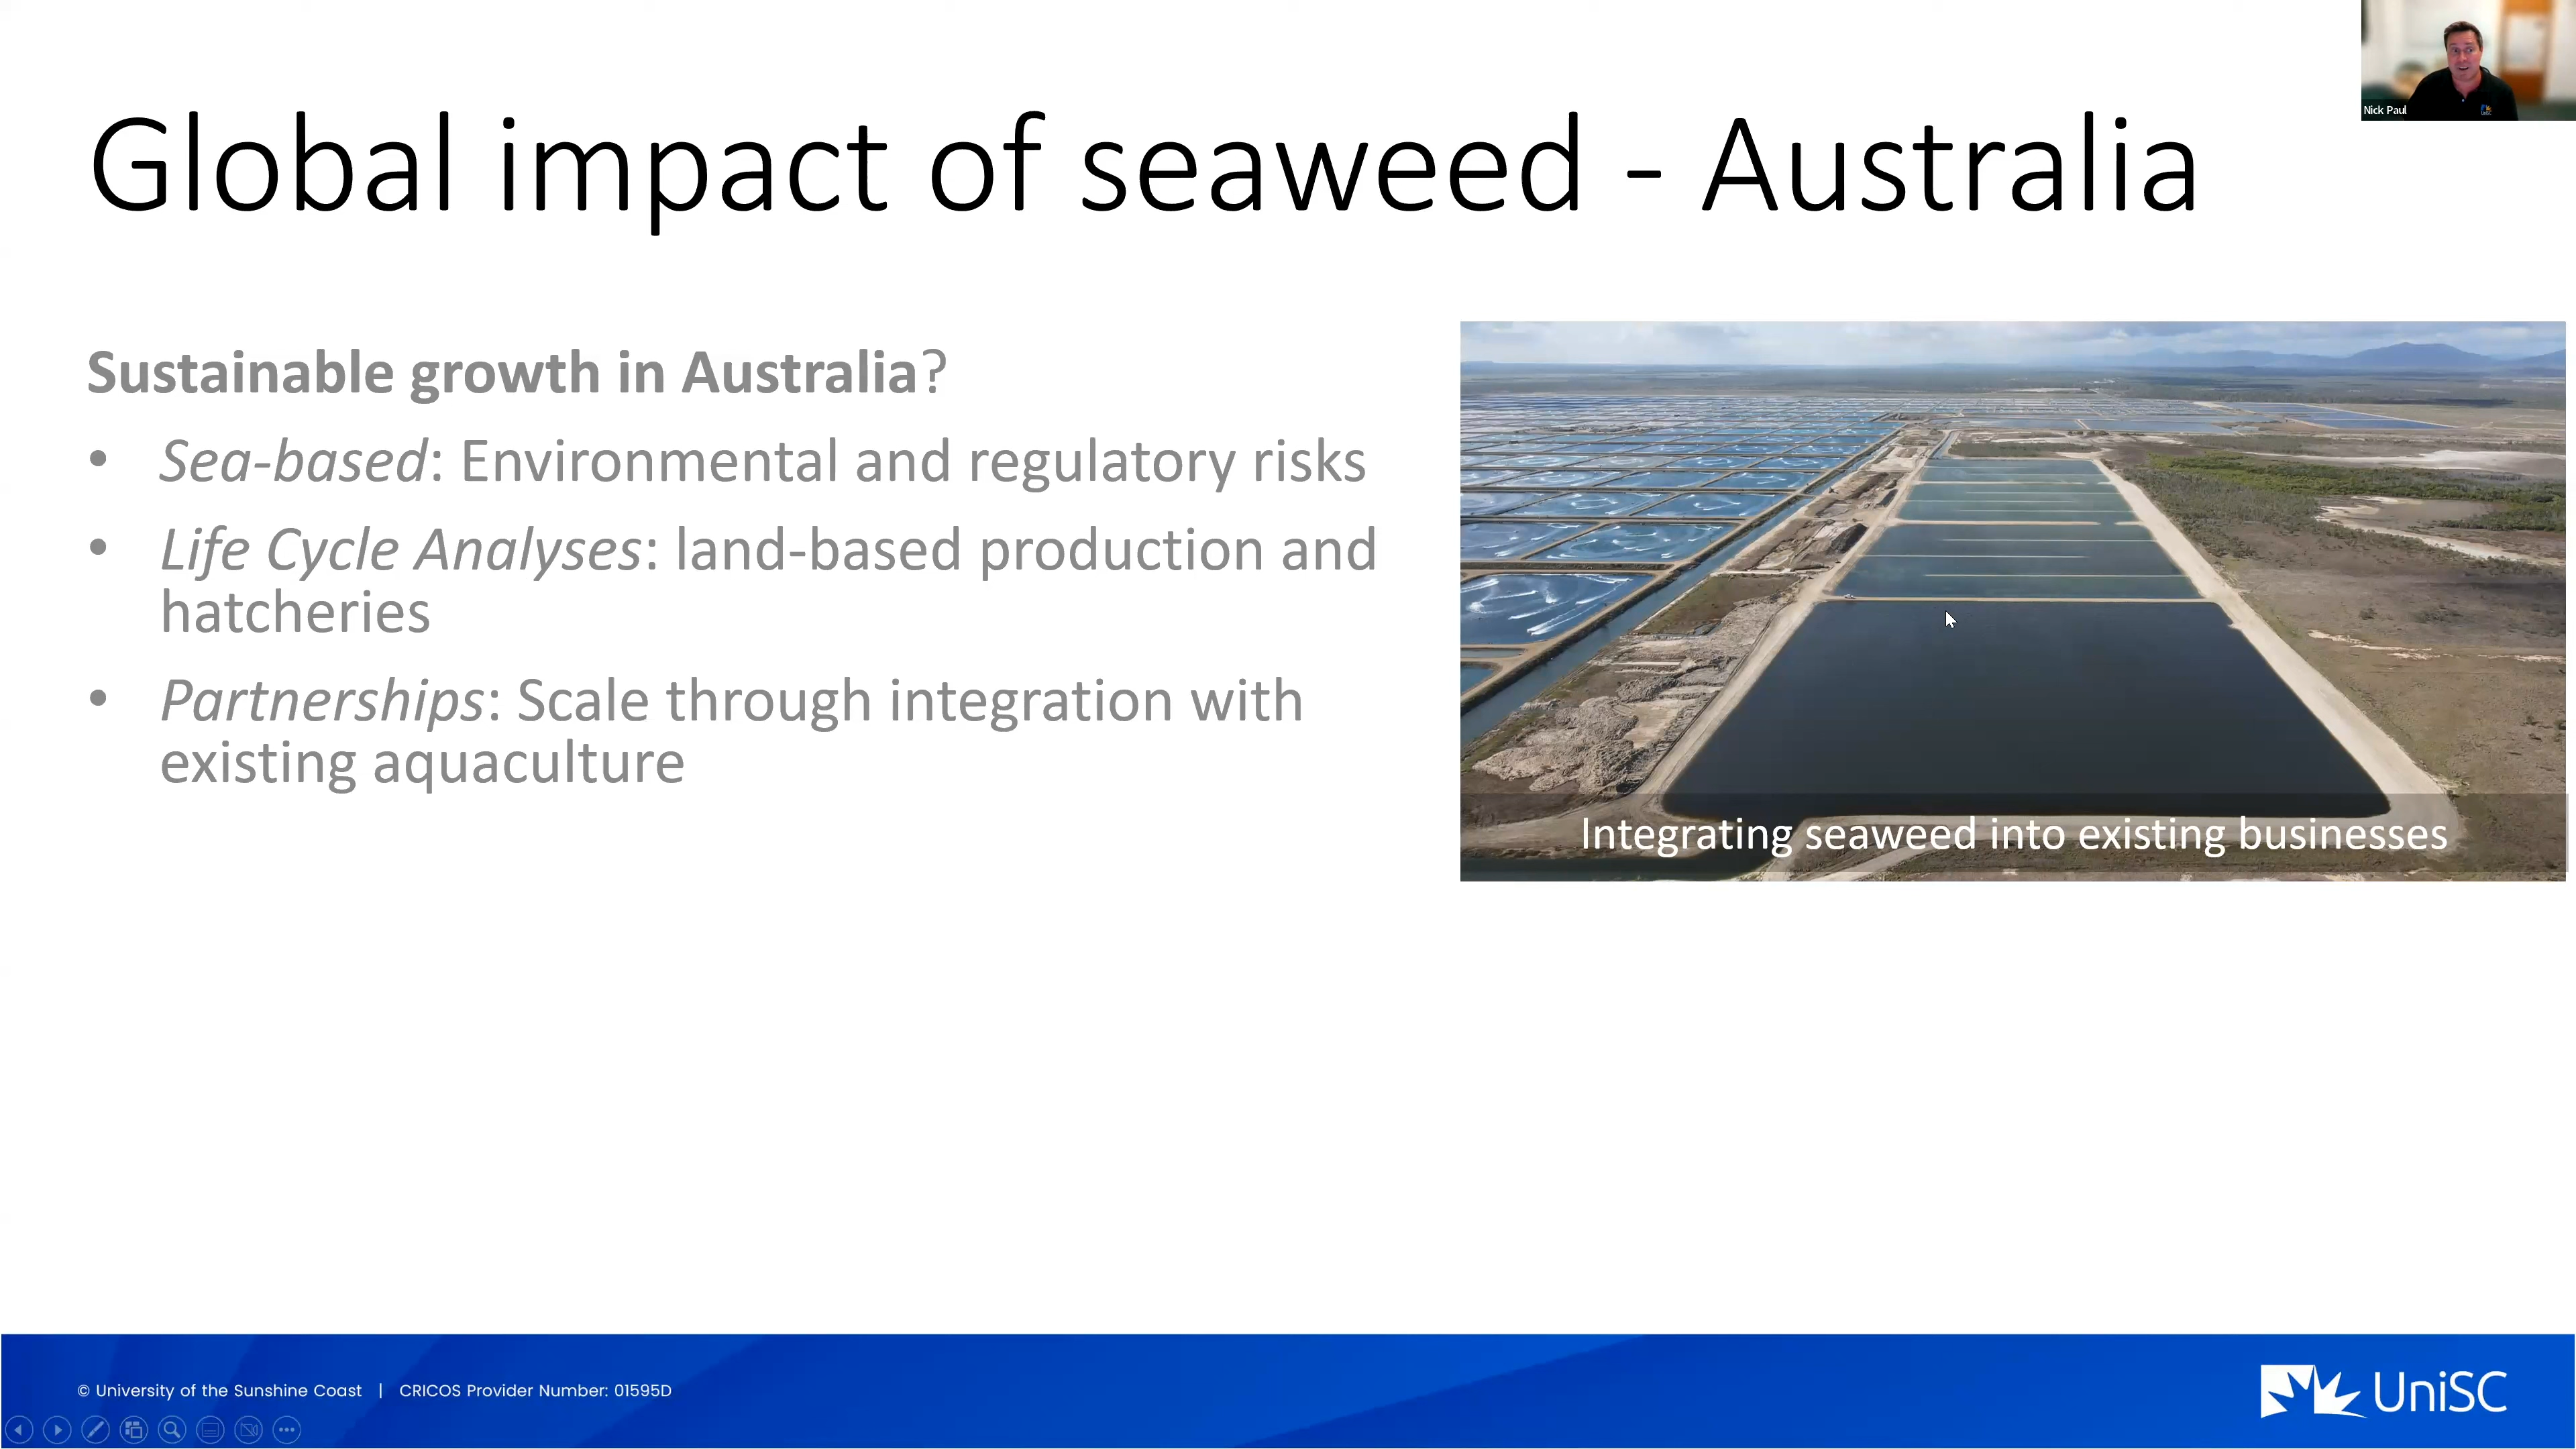 Nick Paul
Global impact of seaweed - Australia
Sustainable growth in Australia?
• Sea-based: Environmental and regulatory risks
• Life Cycle Analyses: land-based production and
hatcheries
• Partnerships: Scale through integration with
existing aquaculture
Integrating seaweed into existing businesses
© University of the Sunshine Coast | CRICOS Provider Number: 01595D
UniSC